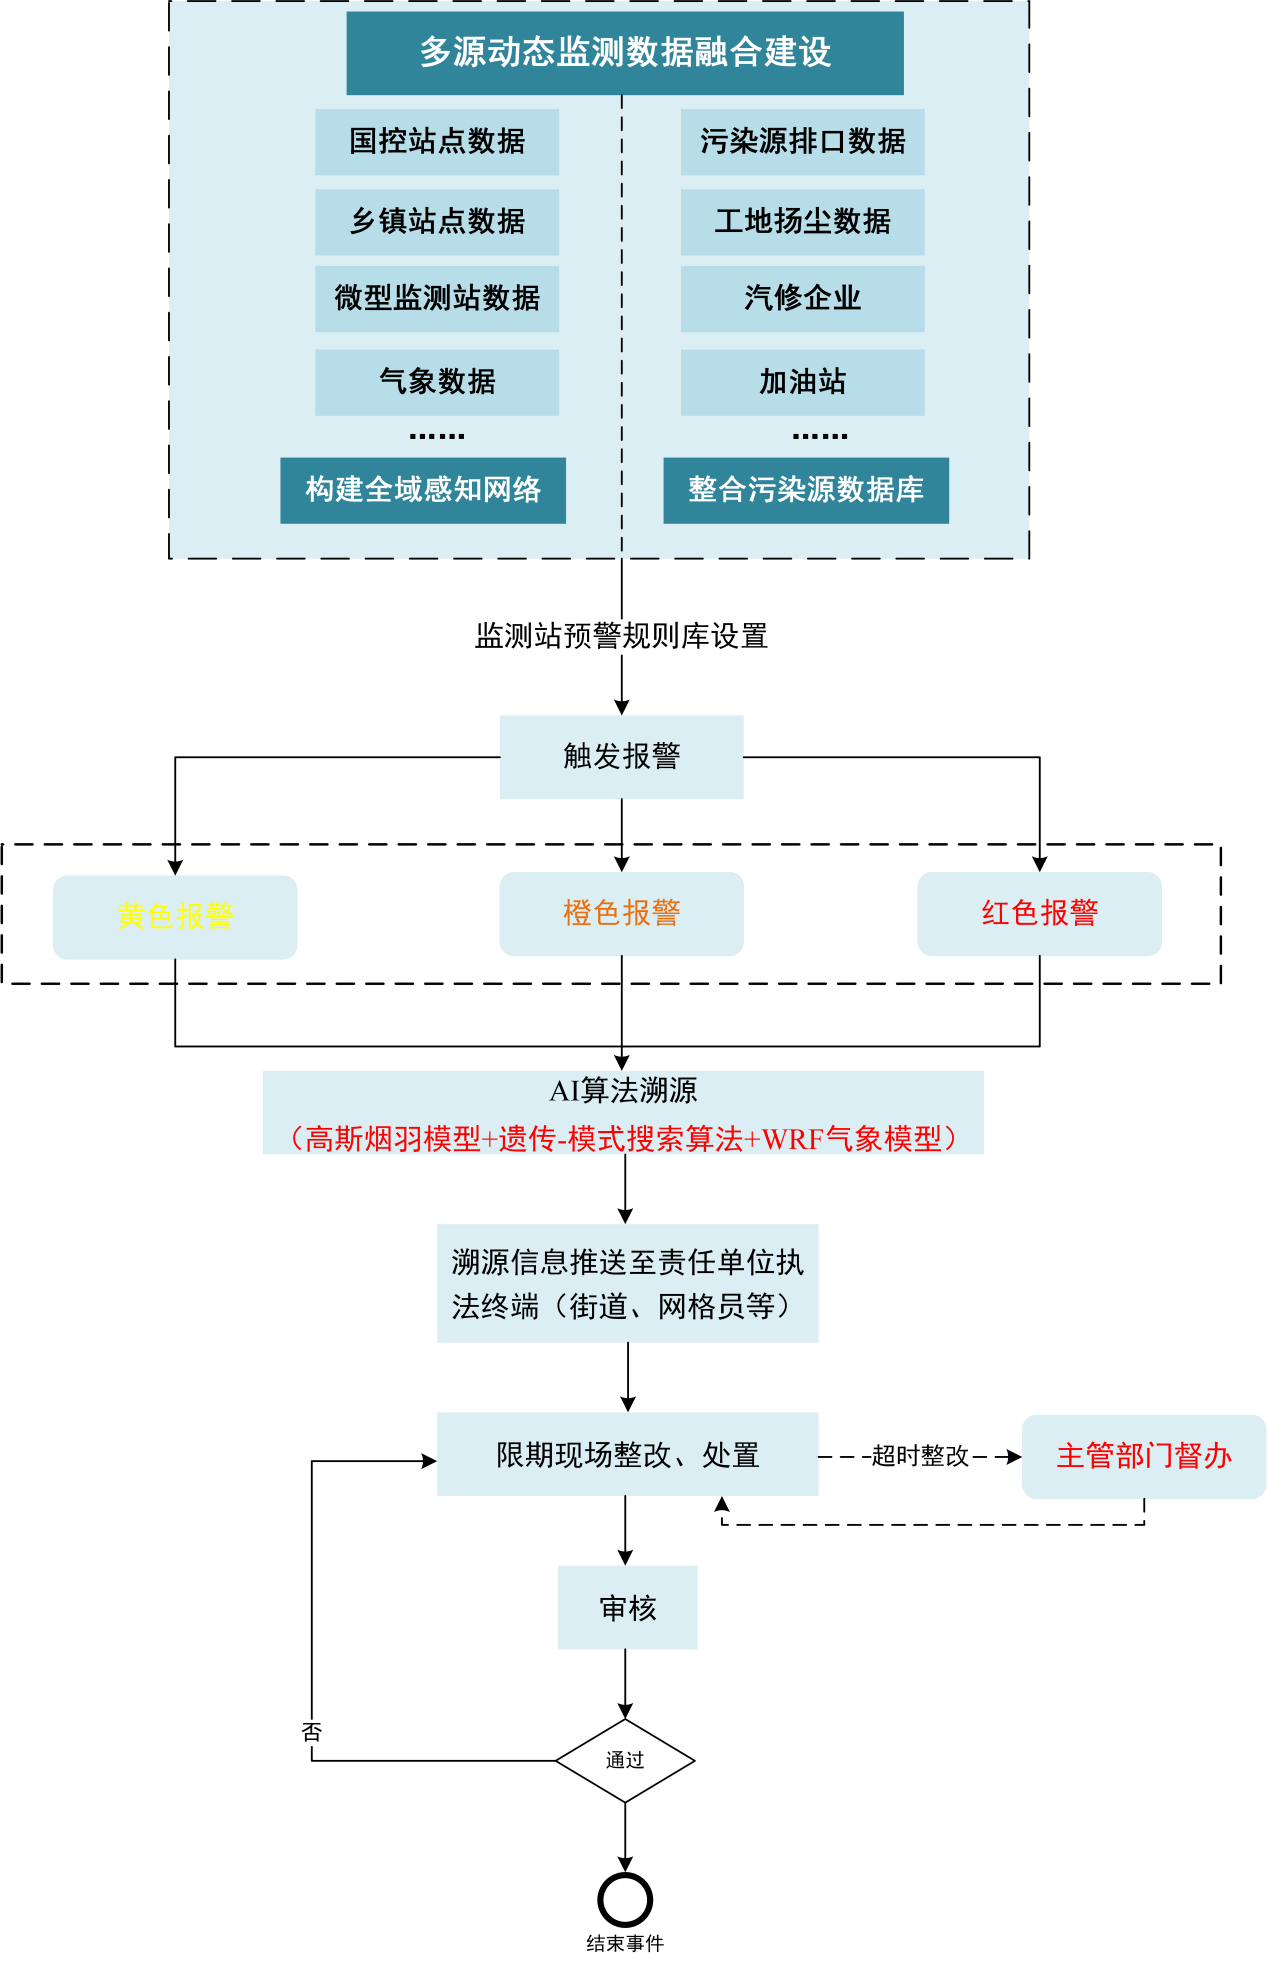 多源动态监测数据融合建设
国控站点数据
污染源排口数据
乡镇站点数据
工地扬尘数据
微型监测站数据
汽修企业
气象数据
加油站
……
……
构建全域感知网络
整合污染源数据库
监测站预警规则库设置
触发报警
黄色报警
橙色报警
红色报警
AI算法溯源
（高斯烟羽模型+遗传-模式搜索算法+WRF气象模型）
溯源信息推送至责任单位执
法终端（街道、网格员等）
限期现场整改、处置
超时整改
主管部门督办
审核
否
通过
结束事件